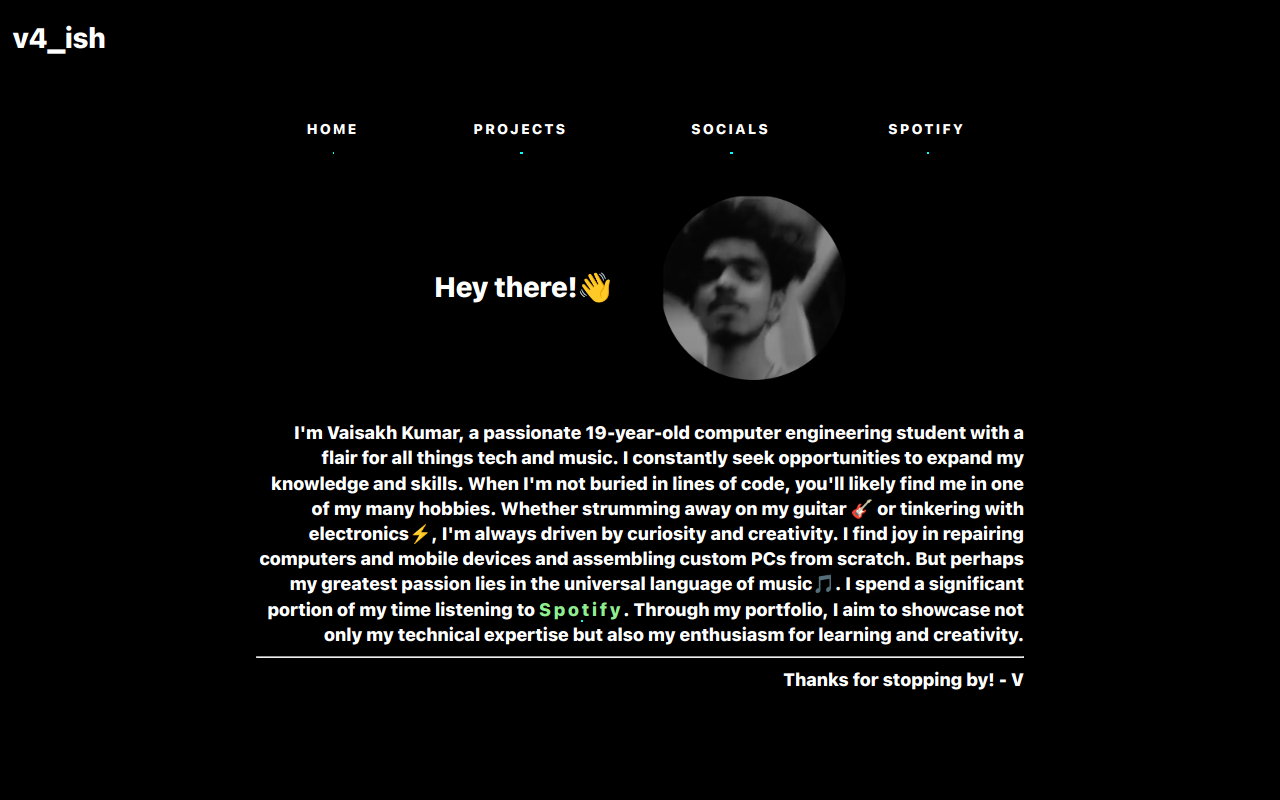 v4_ish
HOME PROJECTS SOCIALS SPOTIFY
Hey there!👋
I'm Vaisakh Kumar, a passionate 19-year-old computer engineering student with a
flair for all things tech and music. I constantly seek opportunities to expand my
knowledge and skills. When I'm not buried in lines of code, you'll likely find me in one
of my many hobbies. Whether strumming away on my guitar 🎸 or tinkering with
electronics⚡, I'm always driven by curiosity and creativity. I find joy in repairing
computers and mobile devices and assembling custom PCs from scratch. But perhaps
my greatest passion lies in the universal language of music🎵. I spend a significant
portion of my time listening to Spotify. Through my portfolio, I aim to showcase not
only my technical expertise but also my enthusiasm for learning and creativity.
Thanks for stopping by! - V